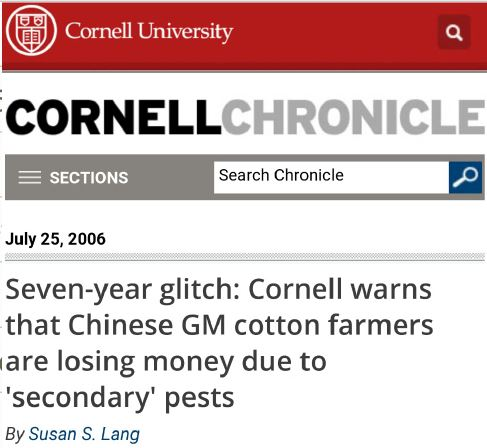 Cornell University
CORNELLCHRONICLE
SECTIONS
Search Chronicle
July 25, 2006
Seven-year glitch: Cornell warns
that Chinese GM cotton farmers
are losing money due to
'secondary' pests
By Susan S. Lang